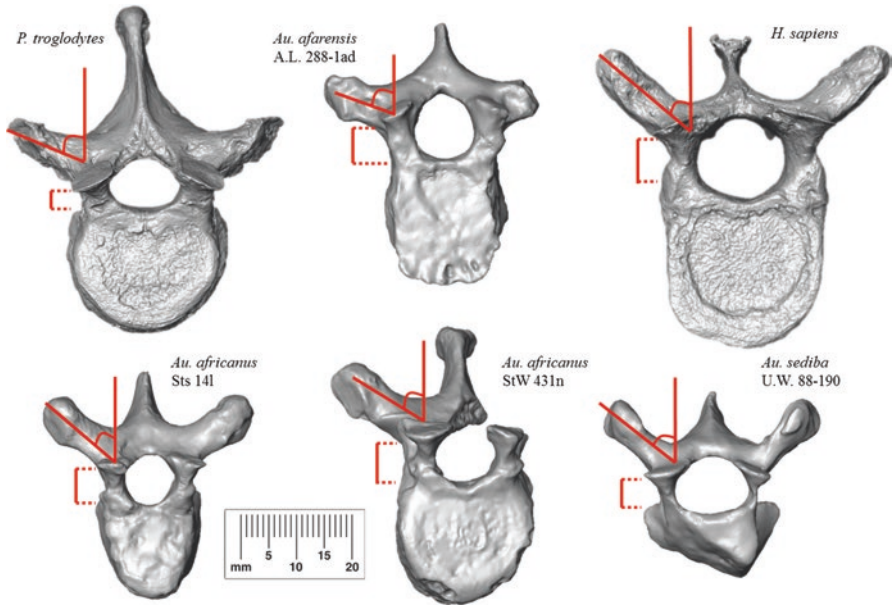 P. troglodytes
Au. afarensis
A.L. 288-1ad
H. sapiens
Au. africanus
Sts 14l
Au. africanus
StW 431n
Au. sediba
U.W. 88-190
mm 5 10 15 20